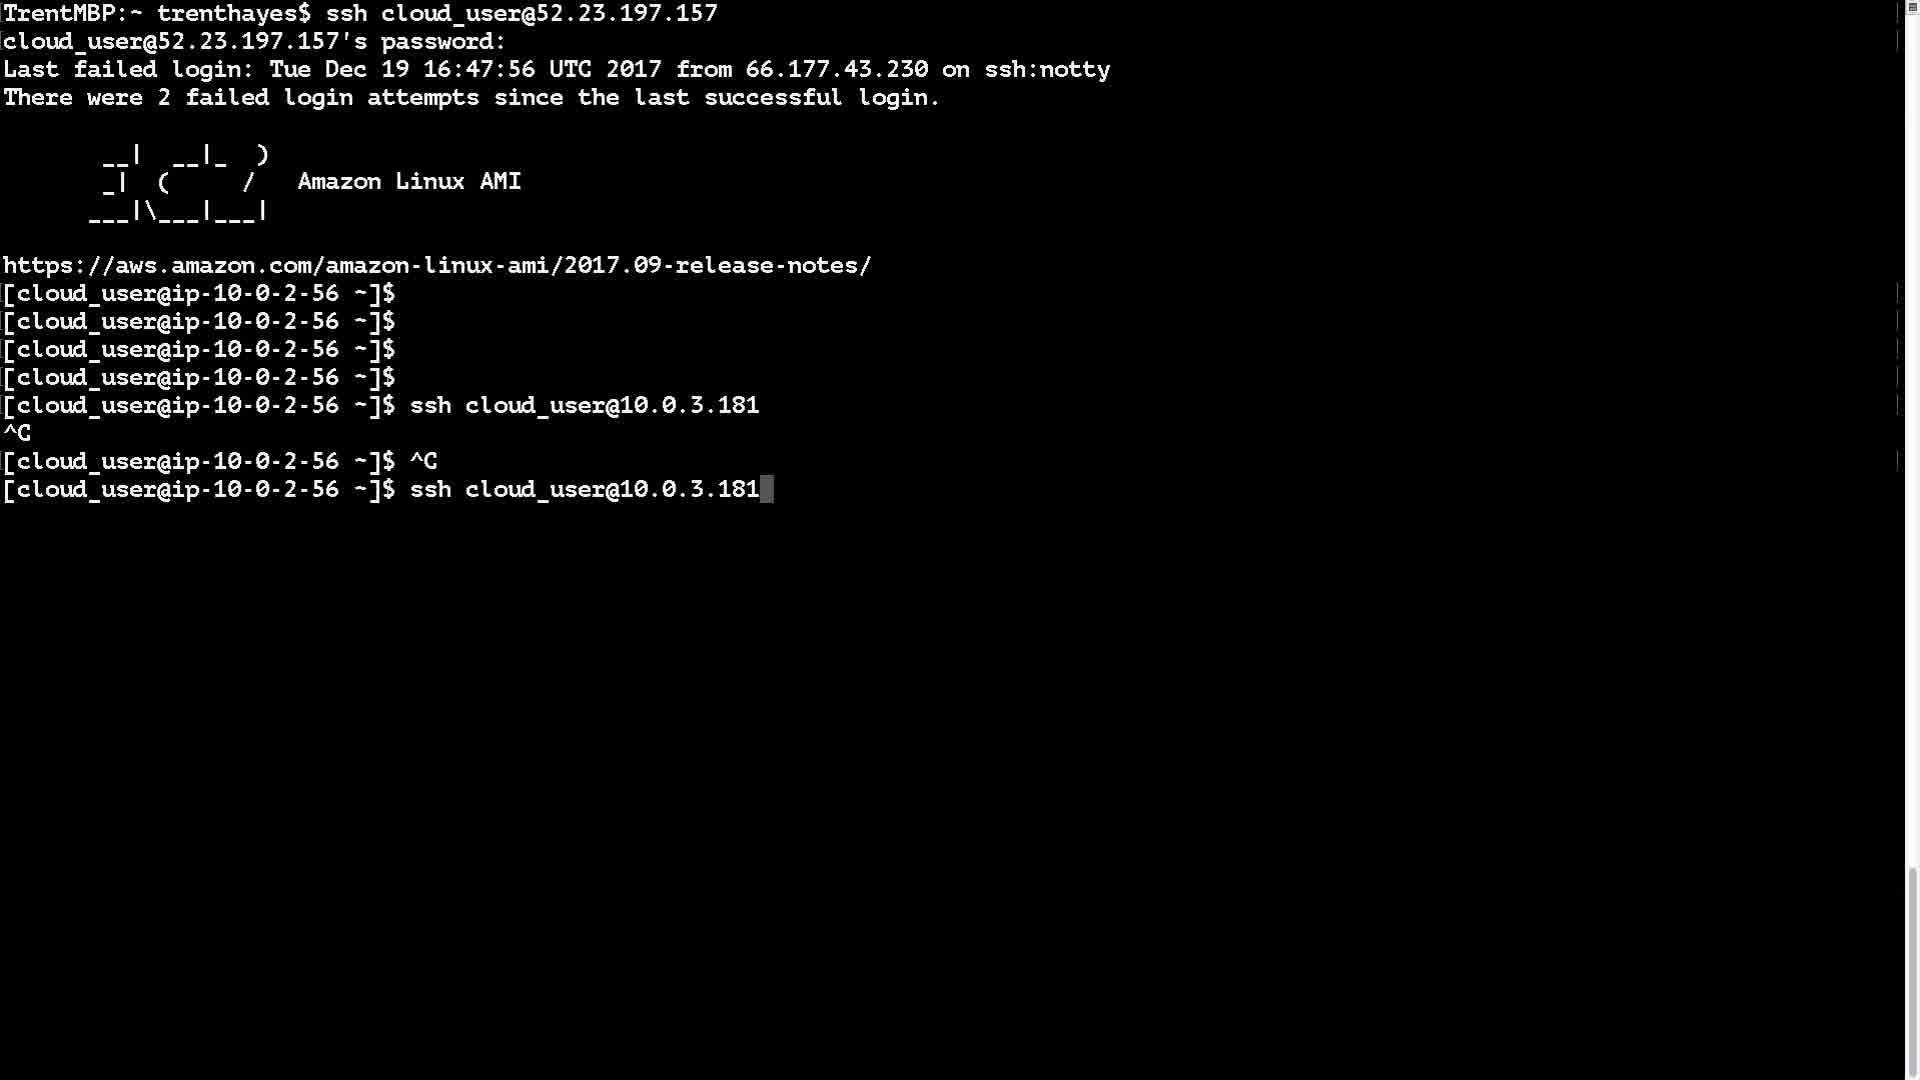 TrentMBP:~ trenthayes$ ssh cloud_user@52.23.197.157
cloud_user@52.23.197.157's password:
Last failed login: Tue Dec 19 16:47:56 UTC 2017 from 66.177.43.230 on ssh:notty
There were 2 failed login attempts since the last successful login.

       __|  __|_  )
       _|  (     /   Amazon Linux AMI
      ___|\___|___|

https://aws.amazon.com/amazon-linux-ami/2017.09-release-notes/
[cloud_user@ip-10-0-2-56 ~]$
[cloud_user@ip-10-0-2-56 ~]$
[cloud_user@ip-10-0-2-56 ~]$
[cloud_user@ip-10-0-2-56 ~]$
[cloud_user@ip-10-0-2-56 ~]$ ssh cloud_user@10.0.3.181
^G
[cloud_user@ip-10-0-2-56 ~]$ ^G
[cloud_user@ip-10-0-2-56 ~]$ ssh cloud_user@10.0.3.181